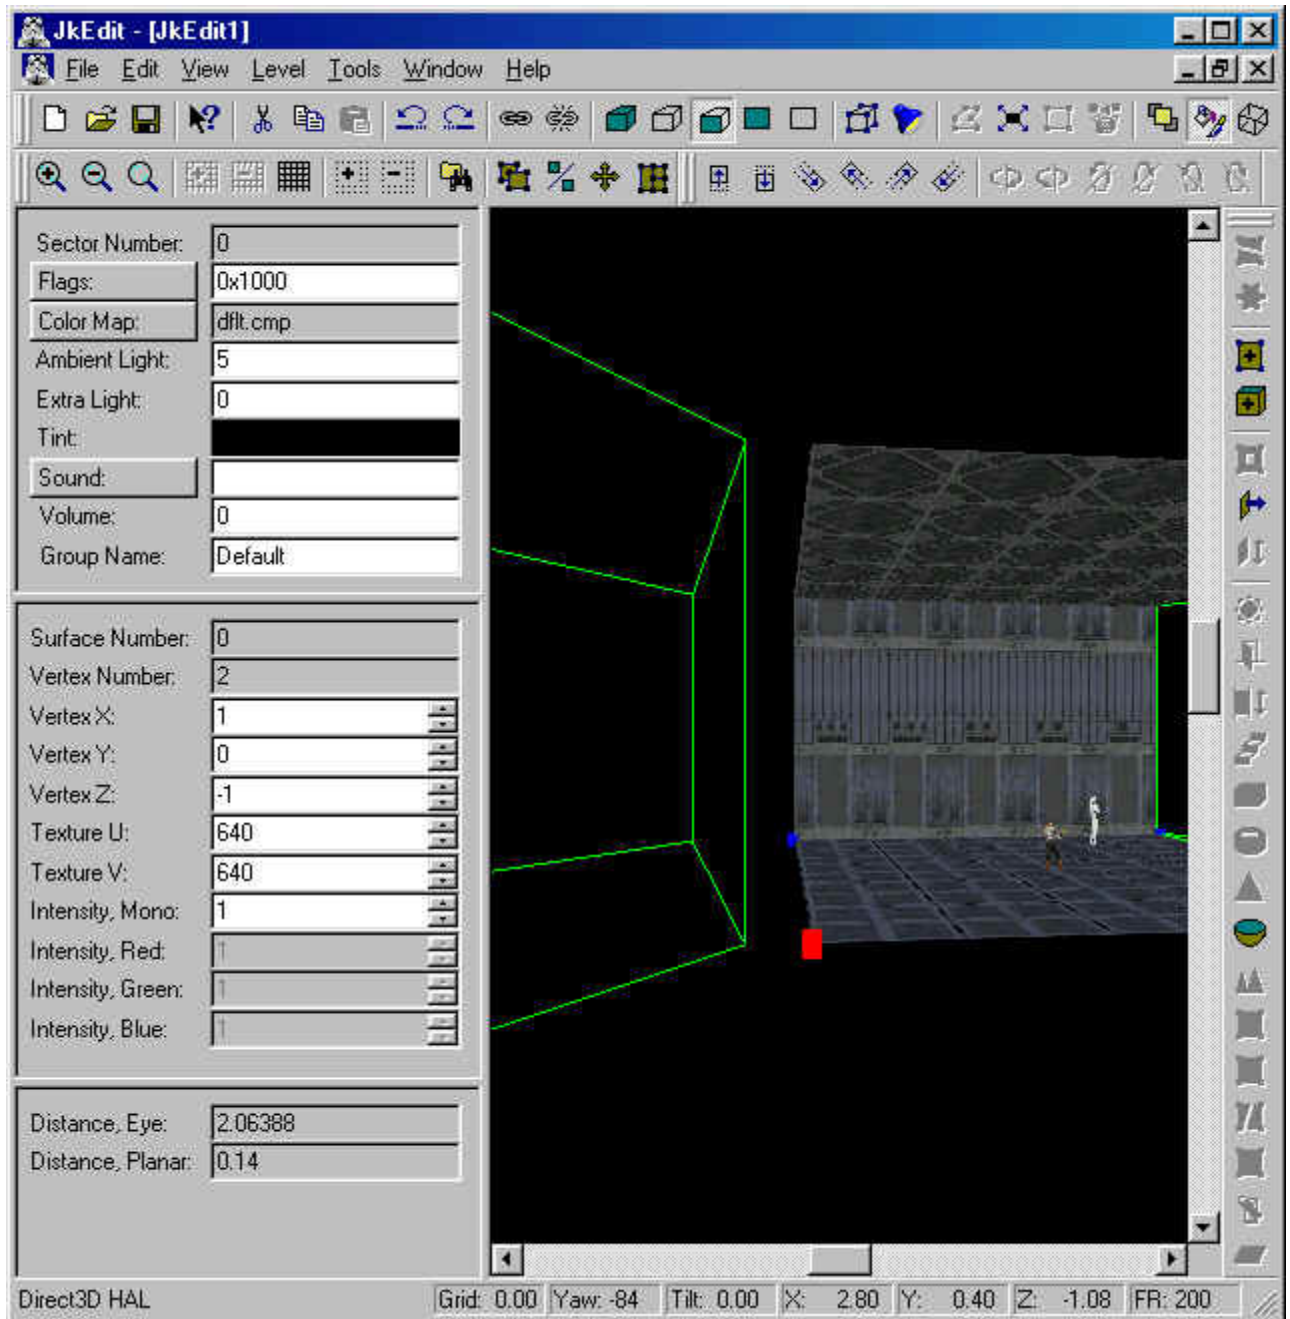 JkEdit - [JkEdit1]
File Edit View Level Tools Window Help
Sector Number: 0
Flags: 0x1000
Color Map: dflt.cmp
Ambient Light: 5
Extra Light: 0
Tint:
Sound:
Volume: 0
Group Name: Default
Surface Number: 0
Vertex Number: 2
Vertex X: 1
Vertex Y: 0
Vertex Z: -1
Texture U: 640
Texture V: 640
Intensity, Mono: 1
Intensity, Red: 1
Intensity, Green: 1
Intensity, Blue: 1
Distance, Eye: 2.06388
Distance, Planar: 0.14
Direct3D HAL Grid: 0.00 Yaw: -84 Tilt: 0.00 X: 2.80 Y: 0.40 Z: -1.08 FR: 200